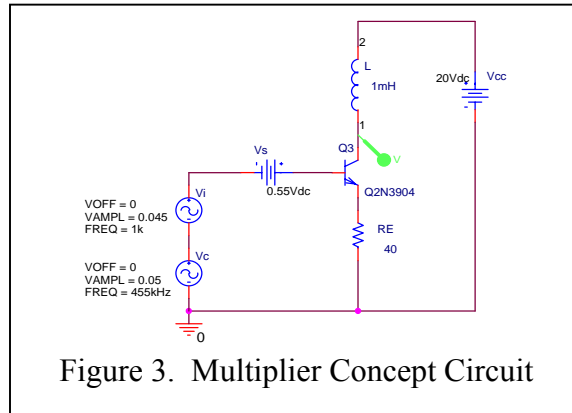 2
L
1mH
20Vdc
Vcc
1
Vs
Q3
V
0.55Vdc
Q2N3904
Vi
VOFF = 0
VAMPL = 0.045
FREQ = 1k
RE
40
Vc
VOFF = 0
VAMPL = 0.05
FREQ = 455kHz
0
Figure 3. Multiplier Concept Circuit